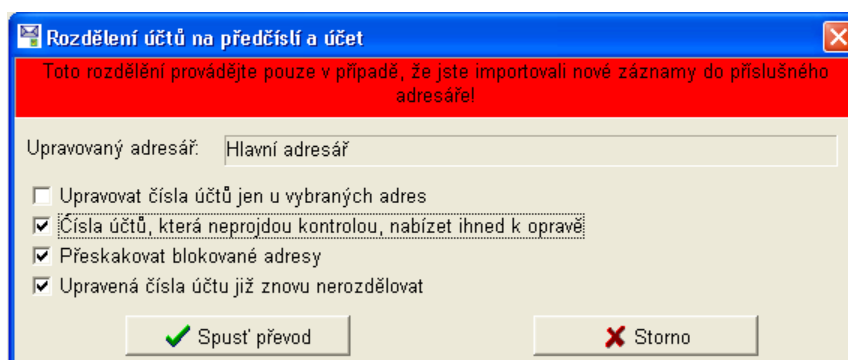 Rozdělení účtů na předčíslí a účet
Toto rozdělění provádějte pouze v případě, že jste importovali nové záznamy do příslušného
adresáře!
Upravovaný adresář: Hlavní adresář
Upravovat čísla účtů jen u vybraných adres
Čísla účtů, která neprojdou kontrolou, nabízet ihned k opravě
Přeskakovat blokované adresy
Upravená čísla účtu již znovu nerozdělovat
Spusť převod Storno